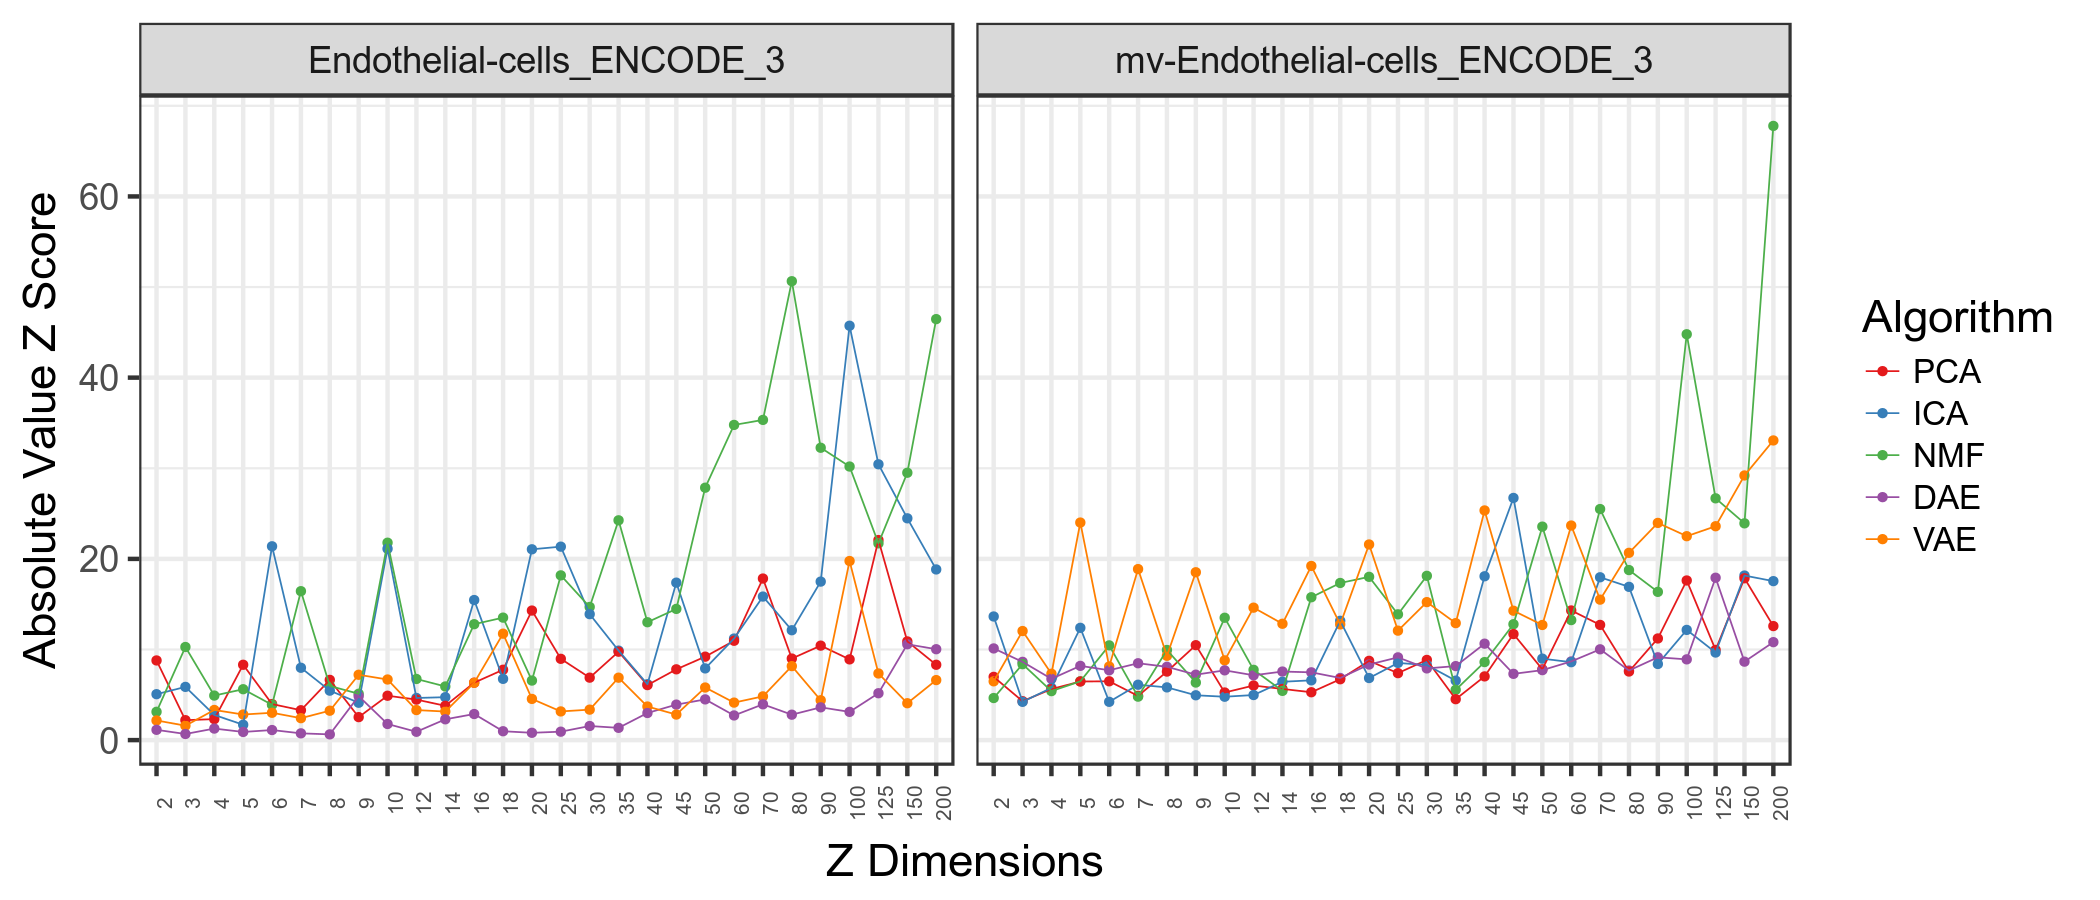 Endothelial-cells_ENCODE_3 mv-Endothelial-cells_ENCODE_3
Absolute Value Z Score
60
40
20
0
2 3 4 5 6 7 8 9 10 12 14 16 18 20 25 30 35 40 45 50 60 70 80 90 100 125 150 200
2 3 4 5 6 7 8 9 10 12 14 16 18 20 25 30 35 40 45 50 60 70 80 90 100 125 150 200
Z Dimensions
Algorithm
PCA
ICA
NMF
DAE
VAE